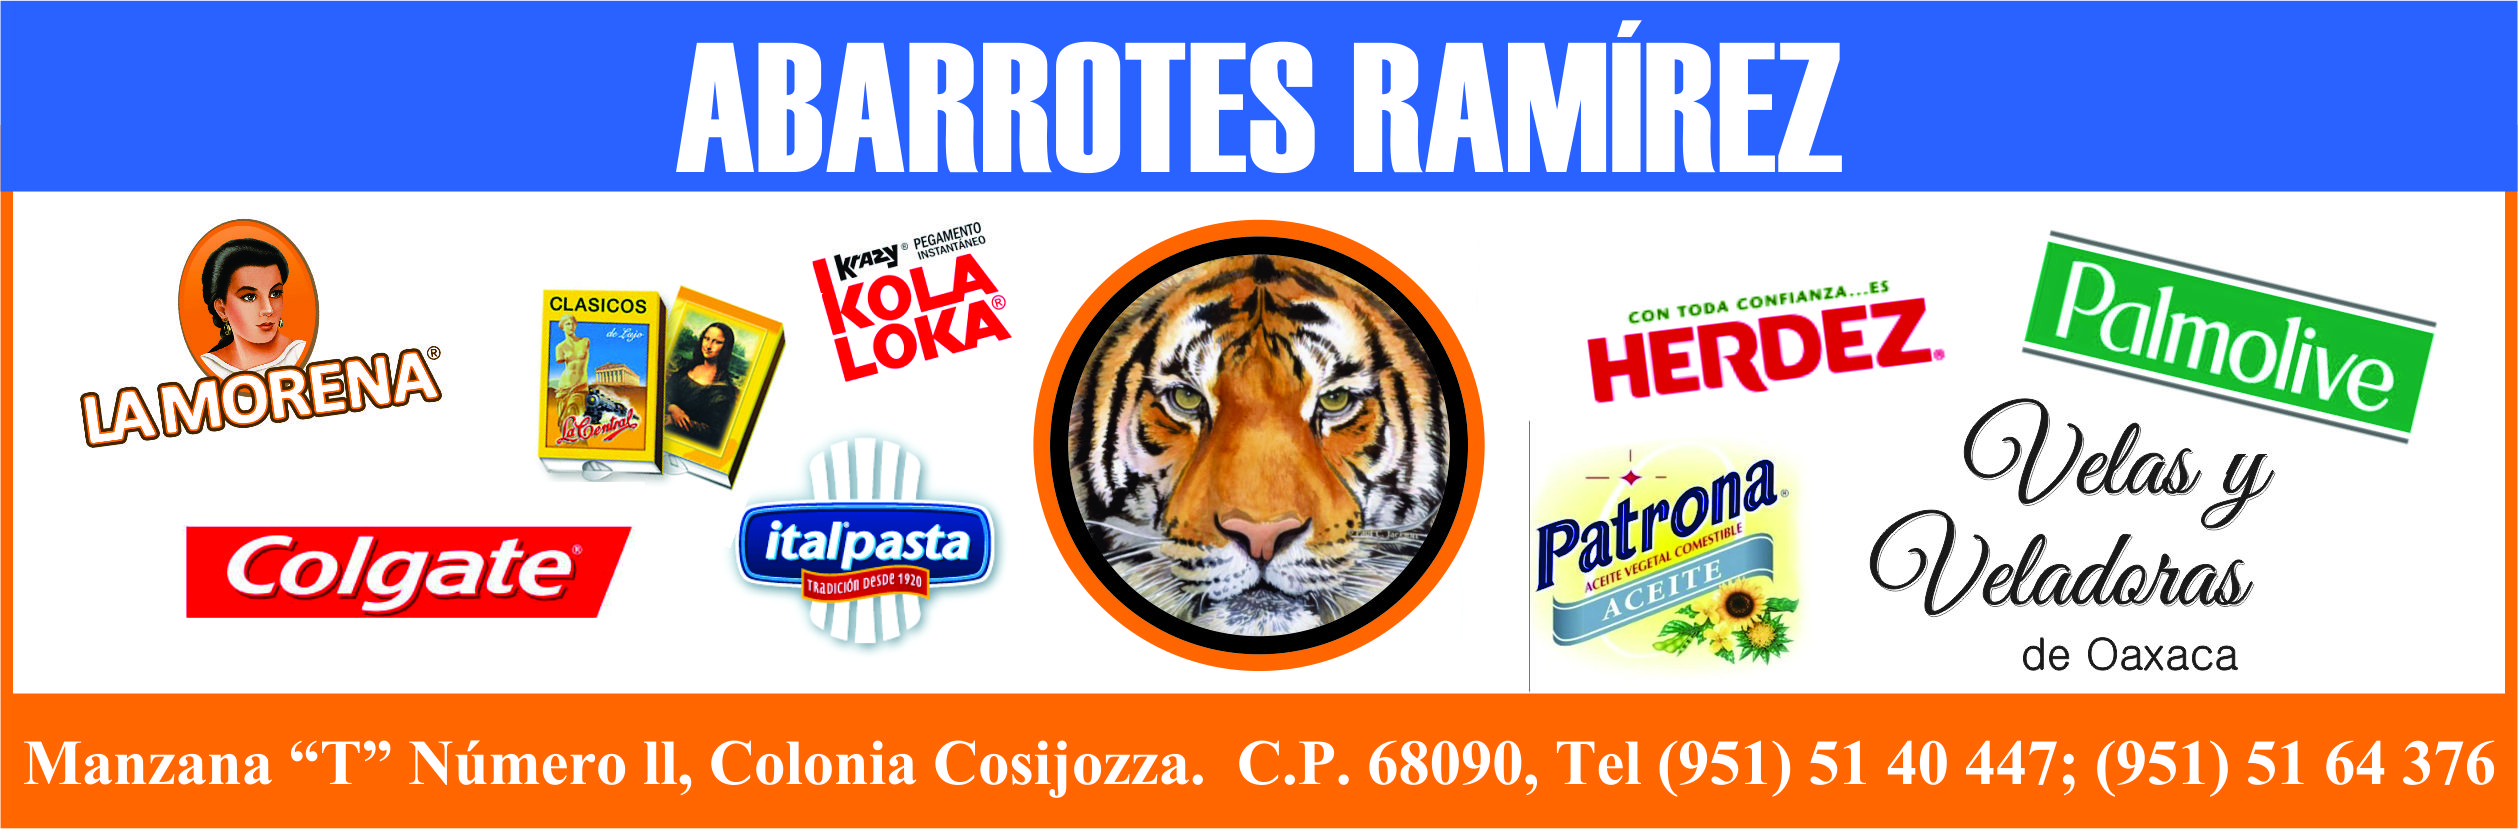 ABARROTES RAMÍREZ
LA MORENA®
CLASICOS
de Lujo
La Central
krazy® PEGAMENTO
INSTANTÁNEO
KOLA
LOKA®
Colgate®
ital'pasta
TRADICIÓN DESDE 1920
CON TODA CONFIANZA...ES
HERDEZ®
Palmolive
Patrona®
ACEITE VEGETAL COMESTIBLE
ACEITE
Velas y
Veladoras
de Oaxaca
Manzana “T” Número ll, Colonia Cosijozza. C.P. 68090, Tel (951) 51 40 447; (951) 51 64 376